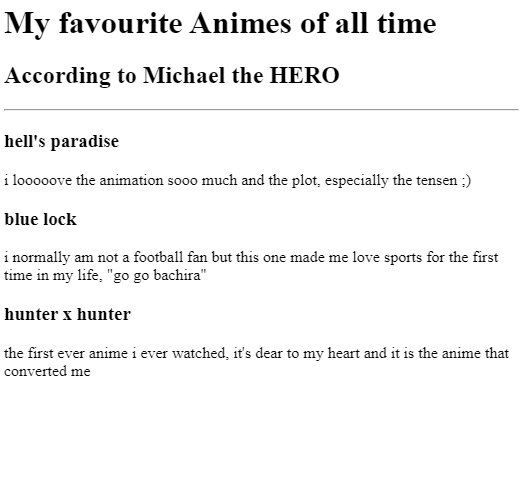 My favourite Animes of all time
According to Michael the HERO
hell's paradise
i looooove the animation sooo much and the plot, especially the tensen ;)
blue lock
i normally am not a football fan but this one made me love sports for the first
time in my life, "go go bachira"
hunter x hunter
the first ever anime i ever watched, it's dear to my heart and it is the anime that
converted me